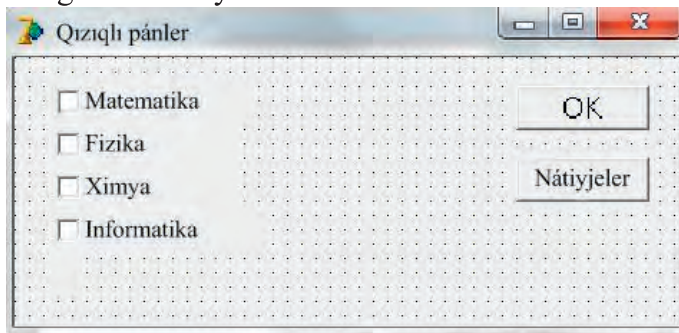 Qızıqlı pánler
Matematika
OK
Fizika
Ximya
Nátiyjeler
Informatika